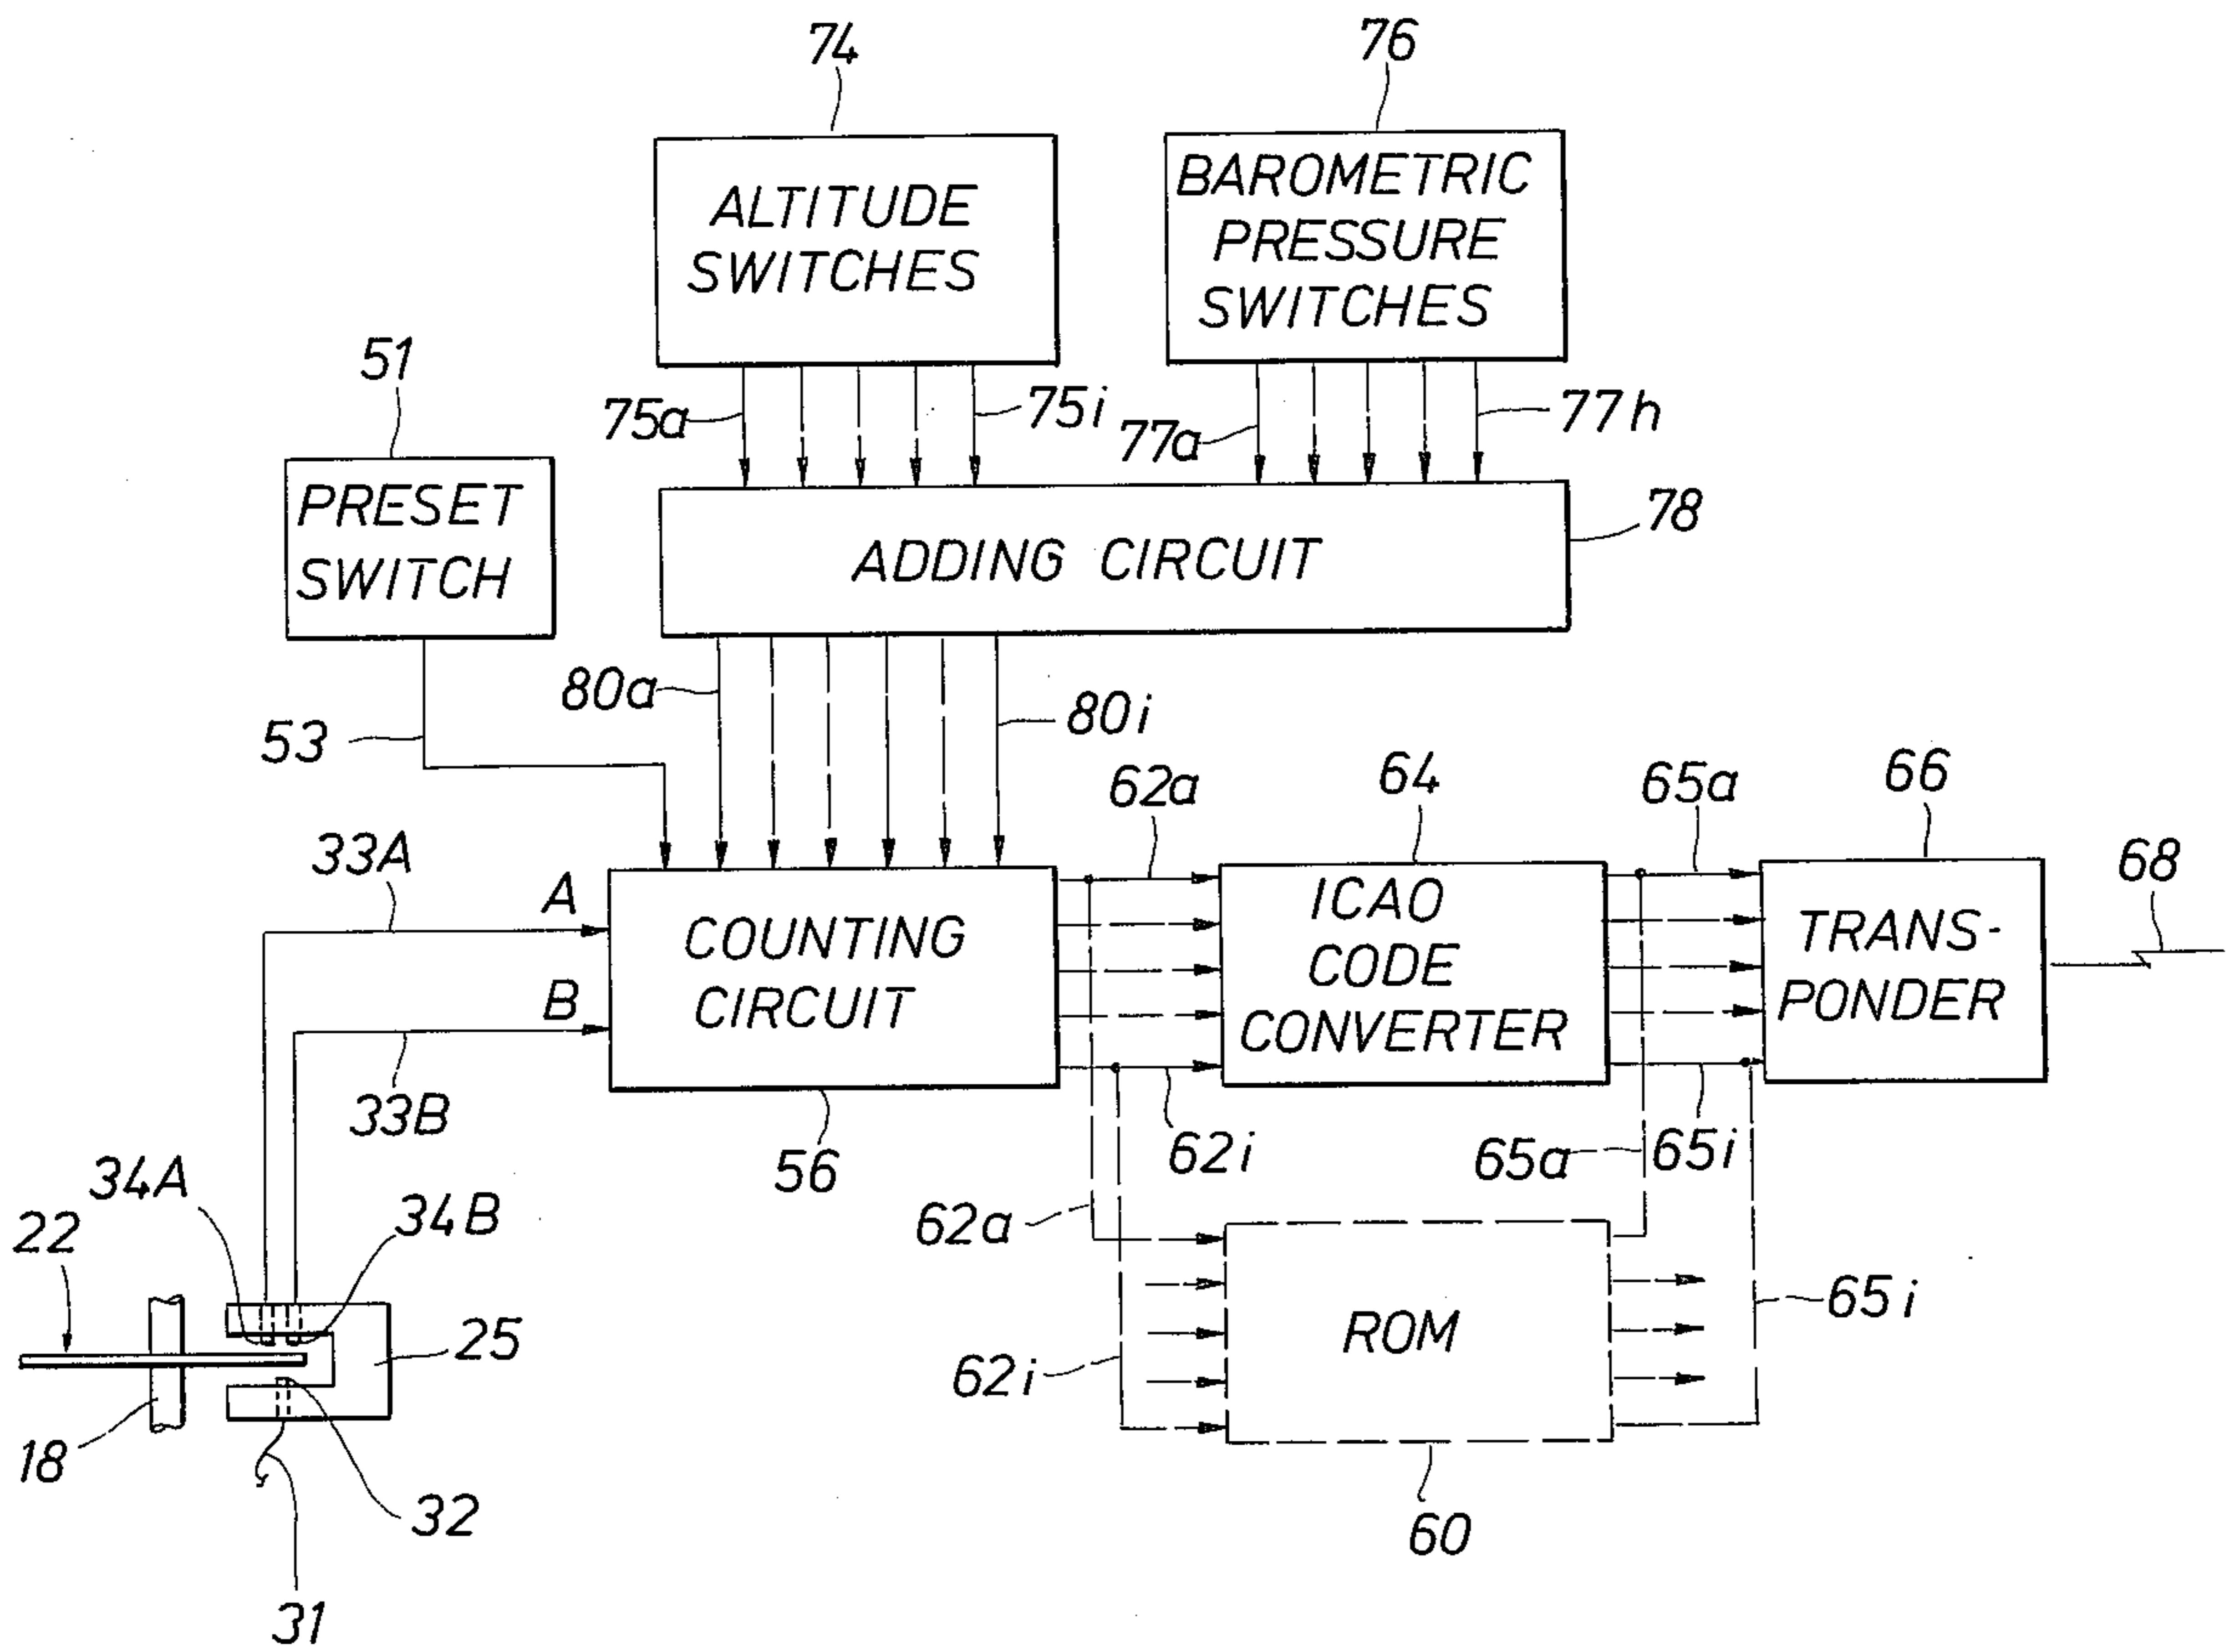 74
76
ALTITUDE
SWITCHES
BAROMETRIC
PRESSURE
SWITCHES
51
75a
75i
77a
77h
PRESET
SWITCH
78
ADDING CIRCUIT
80a
80i
53
62a
64
65a
66
68
33A
A
B
COUNTING
CIRCUIT
ICAO
CODE
CONVERTER
TRANS-
PONDER
33B
56
62i
65a
65i
34A
34B
22
62a
25
ROM
65i
62i
18
32
60
31